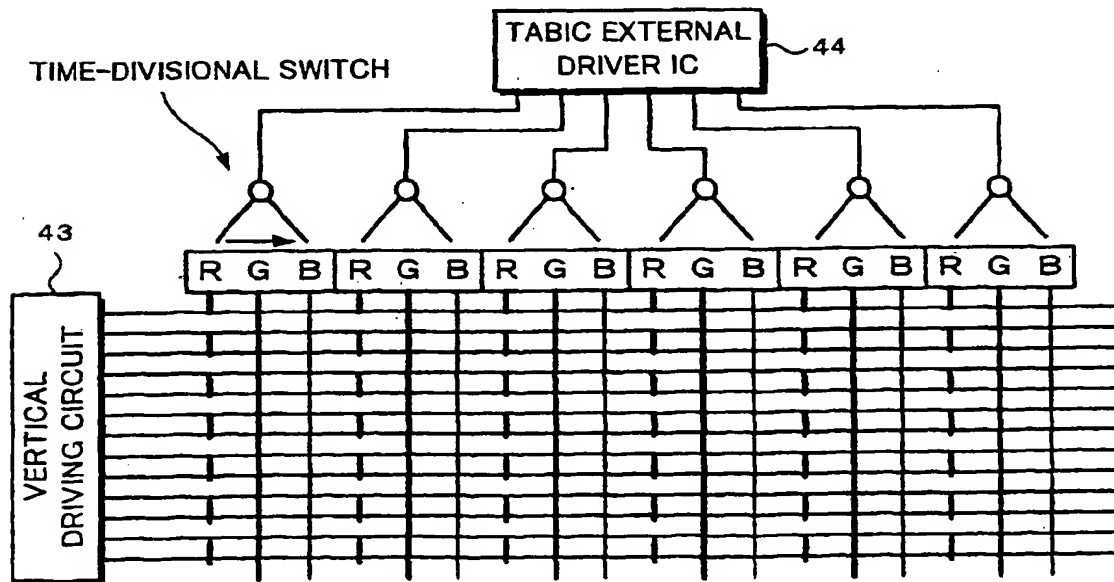 TABIC EXTERNAL
DRIVER IC
44
TIME-DIVISIONAL SWITCH
43
R G B R G B R G B R G B R G B R G B
VERTICAL
DRIVING CIRCUIT